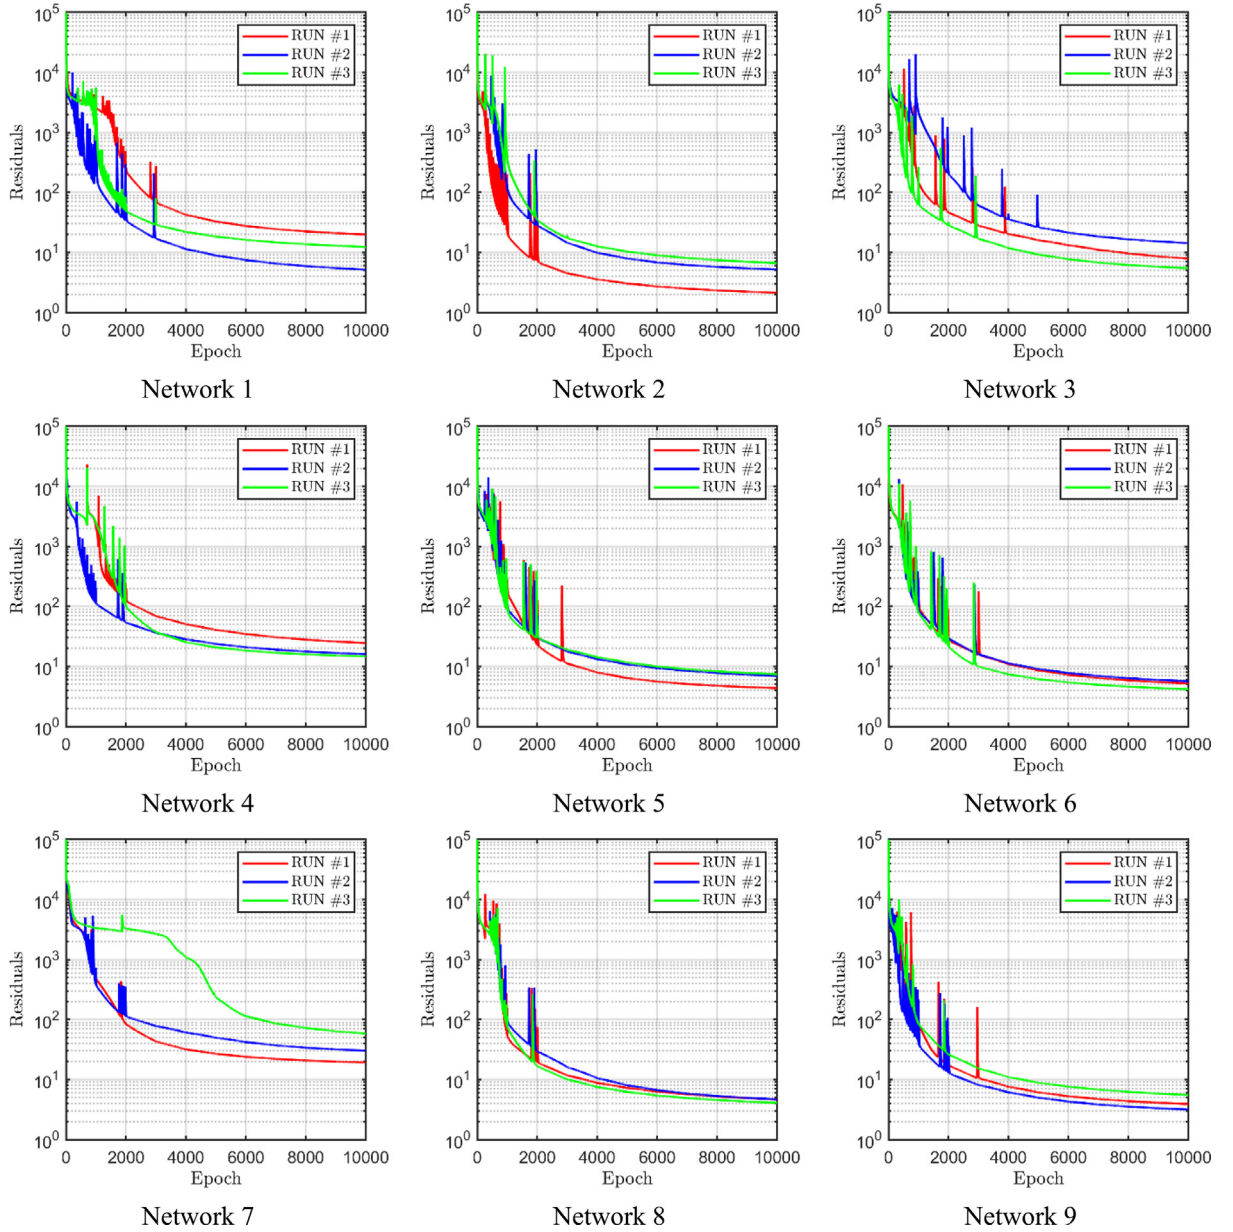 Residuals
10^5
10^4
10^3
10^2
10^1
10^0
RUN #1
RUN #2
RUN #3
0 2000 4000 6000 8000 10000
Epoch
Network 1
Residuals
10^5
10^4
10^3
10^2
10^1
10^0
RUN #1
RUN #2
RUN #3
0 2000 4000 6000 8000 10000
Epoch
Network 2
Residuals
10^5
10^4
10^3
10^2
10^1
10^0
RUN #1
RUN #2
RUN #3
0 2000 4000 6000 8000 10000
Epoch
Network 3
Residuals
10^5
10^4
10^3
10^2
10^1
10^0
RUN #1
RUN #2
RUN #3
0 2000 4000 6000 8000 10000
Epoch
Network 4
Residuals
10^5
10^4
10^3
10^2
10^1
10^0
RUN #1
RUN #2
RUN #3
0 2000 4000 6000 8000 10000
Epoch
Network 5
Residuals
10^5
10^4
10^3
10^2
10^1
10^0
RUN #1
RUN #2
RUN #3
0 2000 4000 6000 8000 10000
Epoch
Network 6
Residuals
10^5
10^4
10^3
10^2
10^1
10^0
RUN #1
RUN #2
RUN #3
0 2000 4000 6000 8000 10000
Epoch
Network 7
Residuals
10^5
10^4
10^3
10^2
10^1
10^0
RUN #1
RUN #2
RUN #3
0 2000 4000 6000 8000 10000
Epoch
Network 8
Residuals
10^5
10^4
10^3
10^2
10^1
10^0
RUN #1
RUN #2
RUN #3
0 2000 4000 6000 8000 10000
Epoch
Network 9